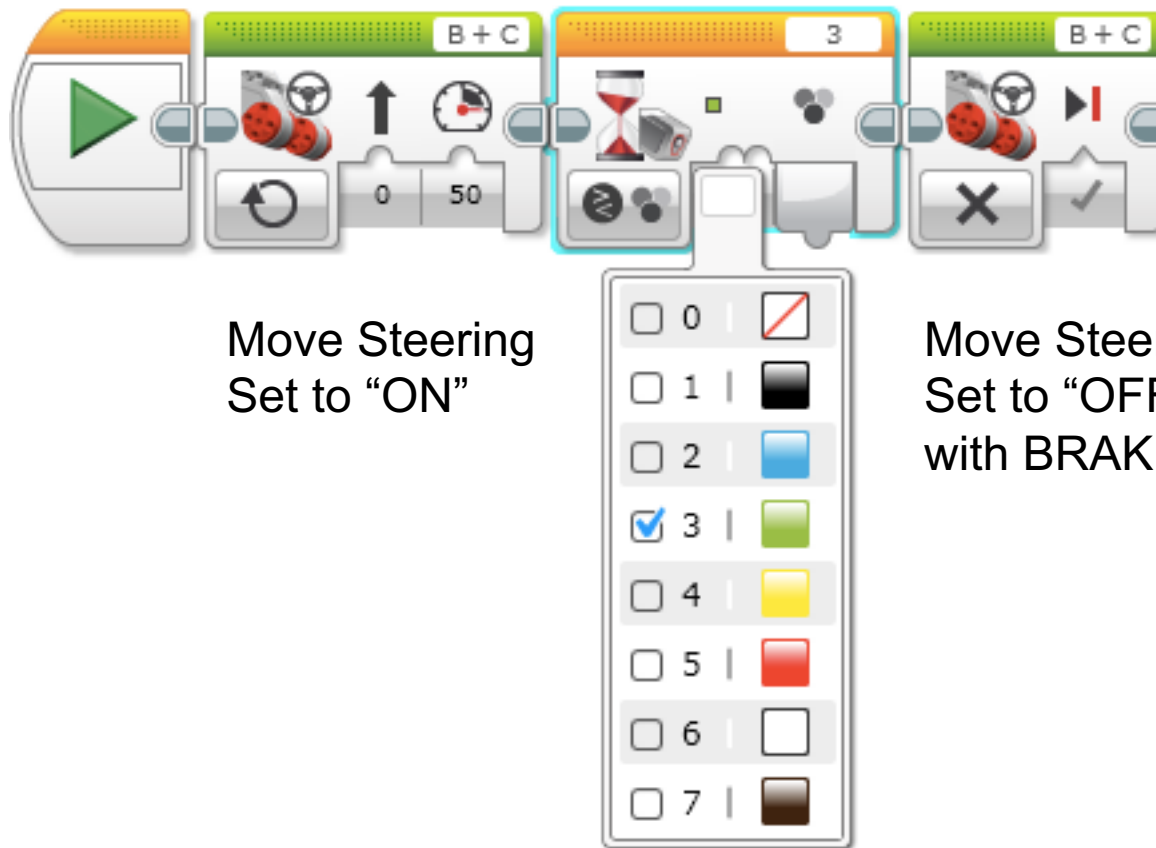 B + C
3
B + C
0
50
Move Steering
Set to “ON”
0
1
2
3
4
5
6
7
Move Stee
Set to “OF
with BRAK